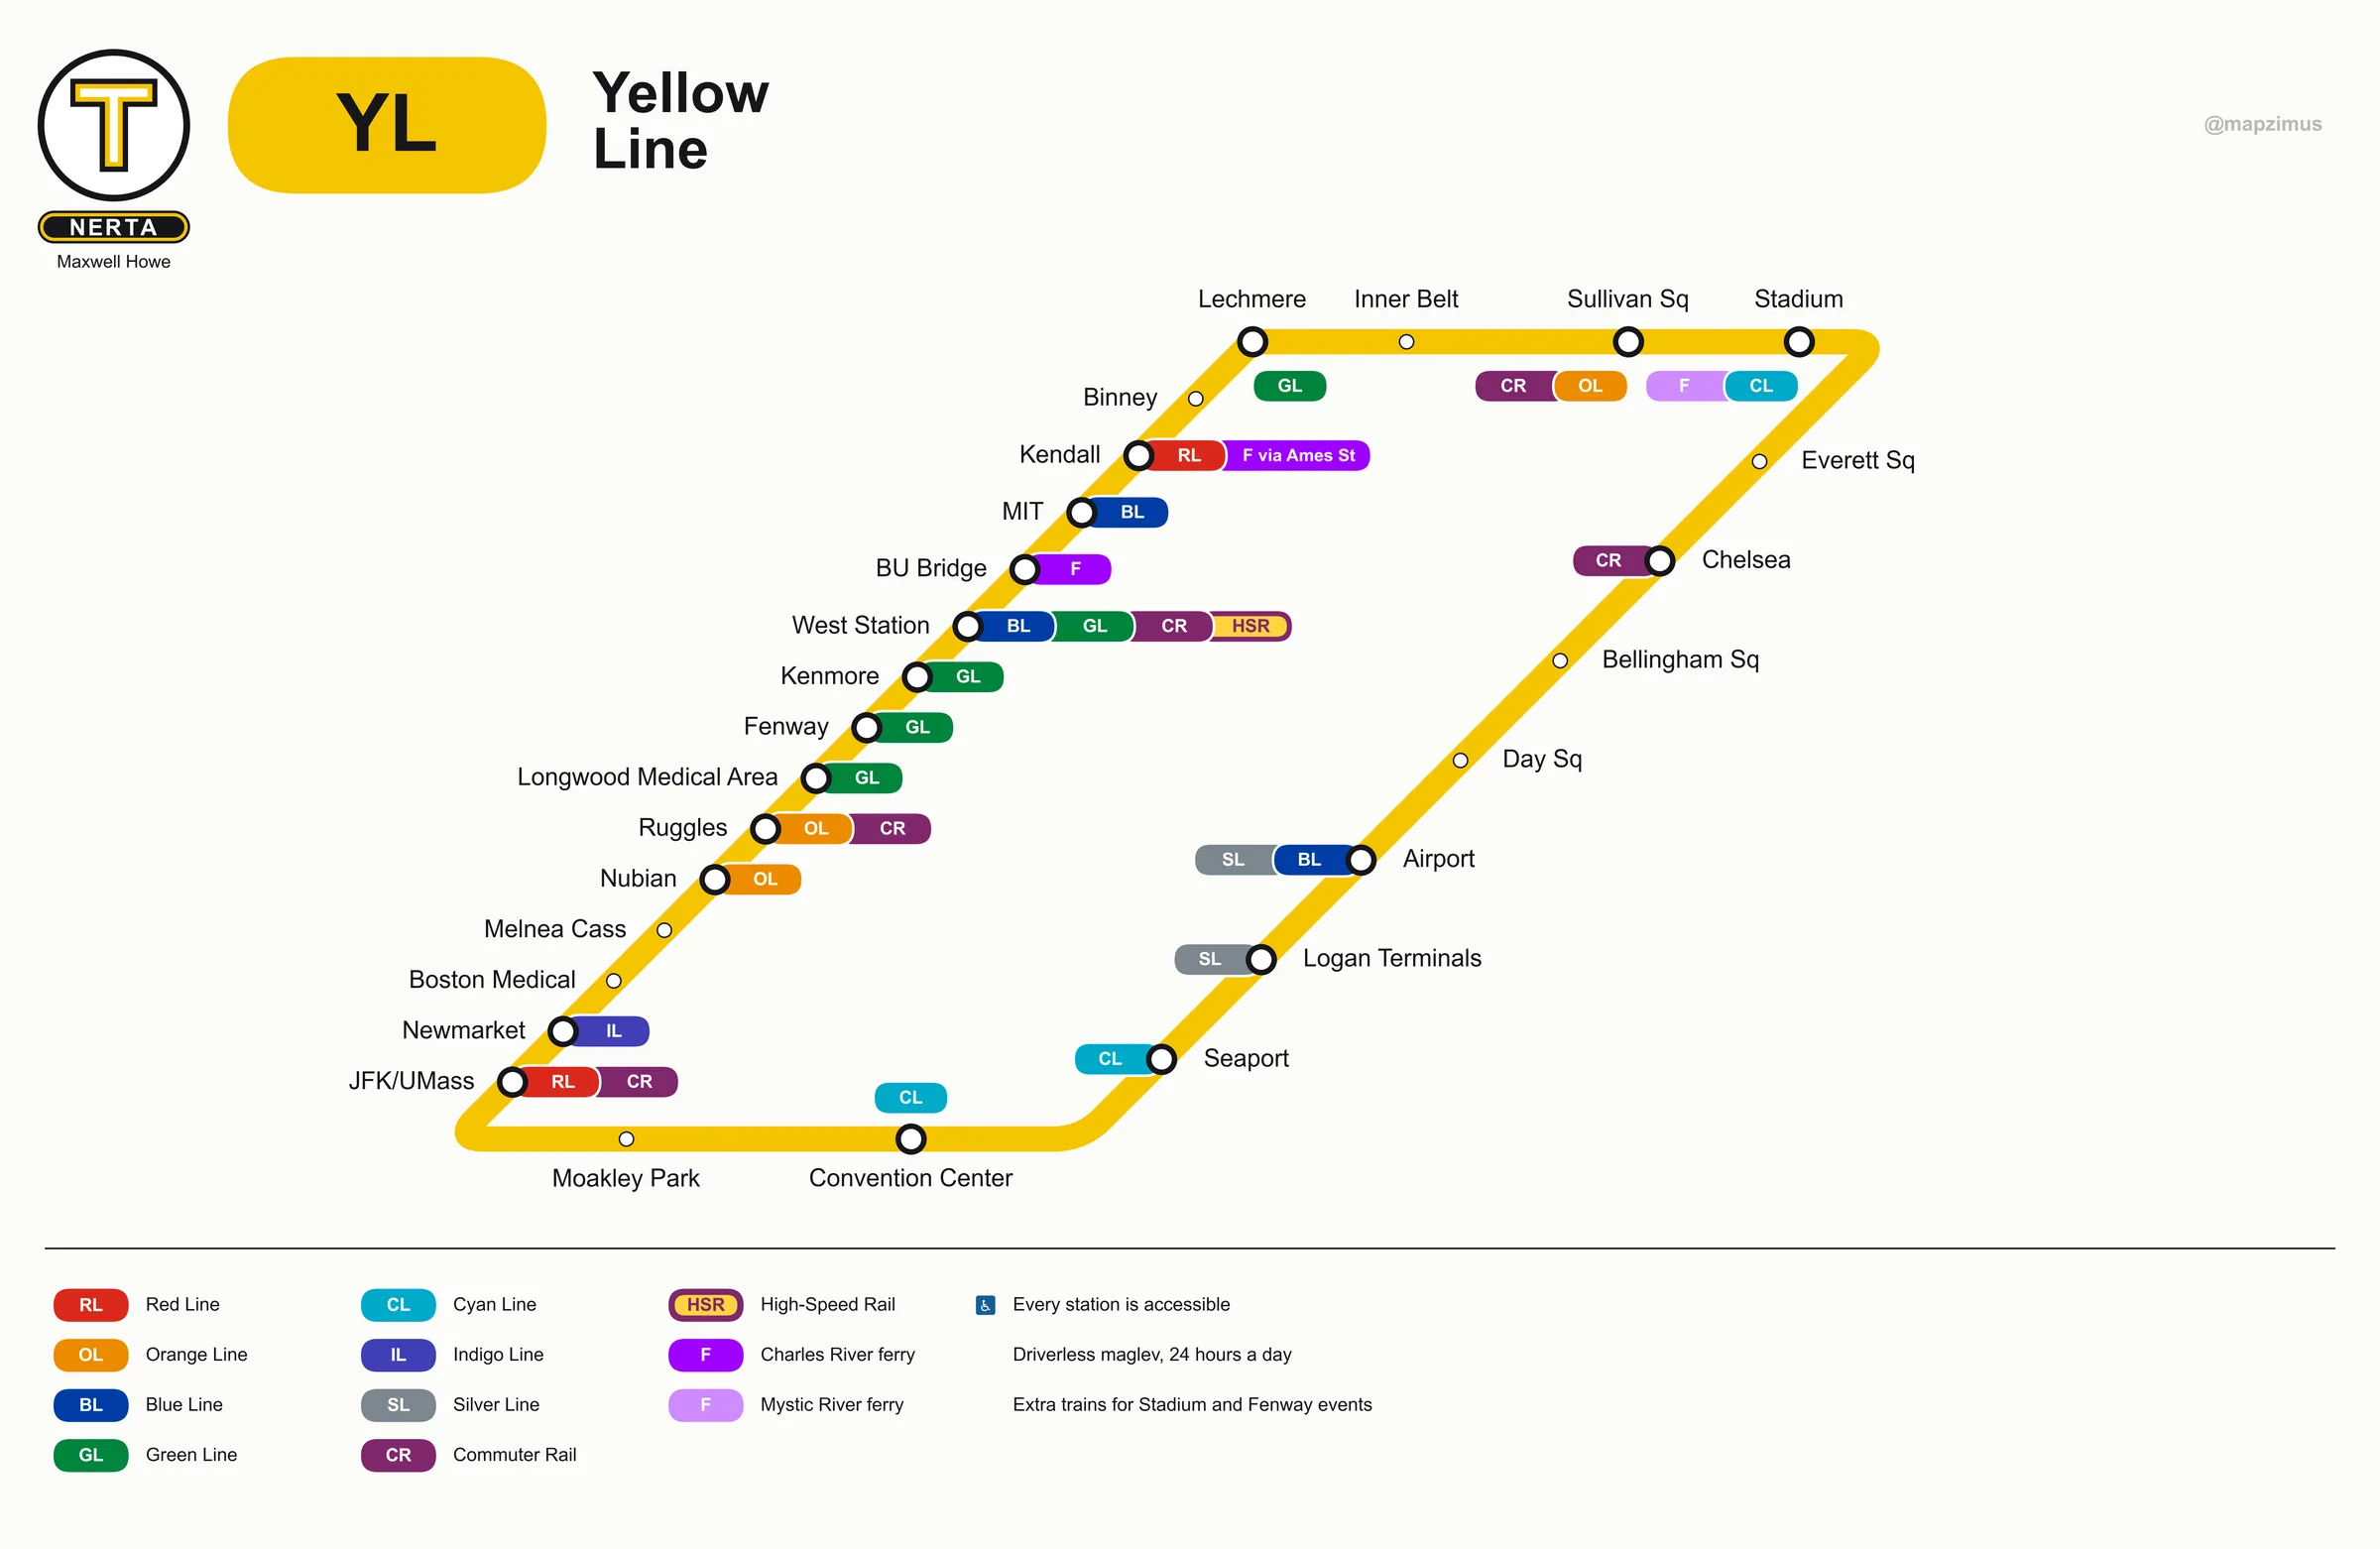 T
NERTA
Maxwell Howe
YL
Yellow
Line
@mapzimus
Lechmere
Inner Belt
Sullivan Sq
Stadium
GL
CR OL
F CL
Binney
Kendall
RL F via Ames St
Everett Sq
MIT
BL
BU Bridge
F
CR
Chelsea
West Station
BL GL CR HSR
Bellingham Sq
Kenmore
GL
Fenway
GL
Day Sq
Longwood Medical Area
GL
Ruggles
OL CR
SL BL
Airport
Nubian
OL
Melnea Cass
SL
Logan Terminals
Boston Medical
Newmarket
IL
CL
Seaport
JFK/UMass
RL CR
CL
Moakley Park
Convention Center
RL Red Line
OL Orange Line
BL Blue Line
GL Green Line
CL Cyan Line
IL Indigo Line
SL Silver Line
CR Commuter Rail
HSR High-Speed Rail
F Charles River ferry
F Mystic River ferry
Every station is accessible
Driverless maglev, 24 hours a day
Extra trains for Stadium and Fenway events